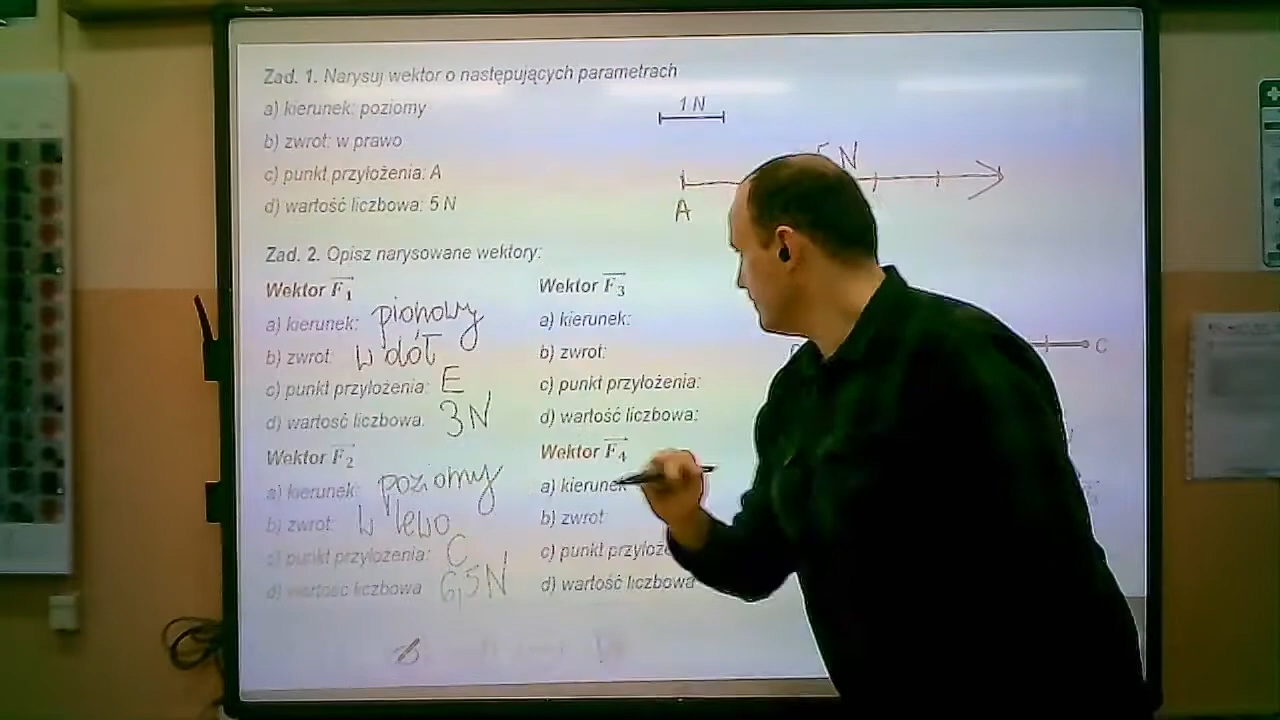 Zad. 1. Narysuj wektor o następujących parametrach
a) kierunek: poziomy
b) zwrot: w prawo
c) punkt przyłożenia: A
d) wartość liczbowa: 5 N
1 N
5 N
A
Zad. 2. Opisz narysowane wektory:
Wektor F1
a) kierunek: pionowy
b) zwrot: w dół
c) punkt przyłożenia: E
d) wartość liczbowa: 3N
Wektor F2
a) kierunek: poziomy
b) zwrot: w lewo
c) punkt przyłożenia: C
d) wartość liczbowa 6,5N
Wektor F3
a) kierunek:
b) zwrot:
c) punkt przyłożenia:
d) wartość liczbowa:
Wektor F4
a) kierunek
b) zwrot
c) punkt przyłoże
d) wartość liczbowa
C